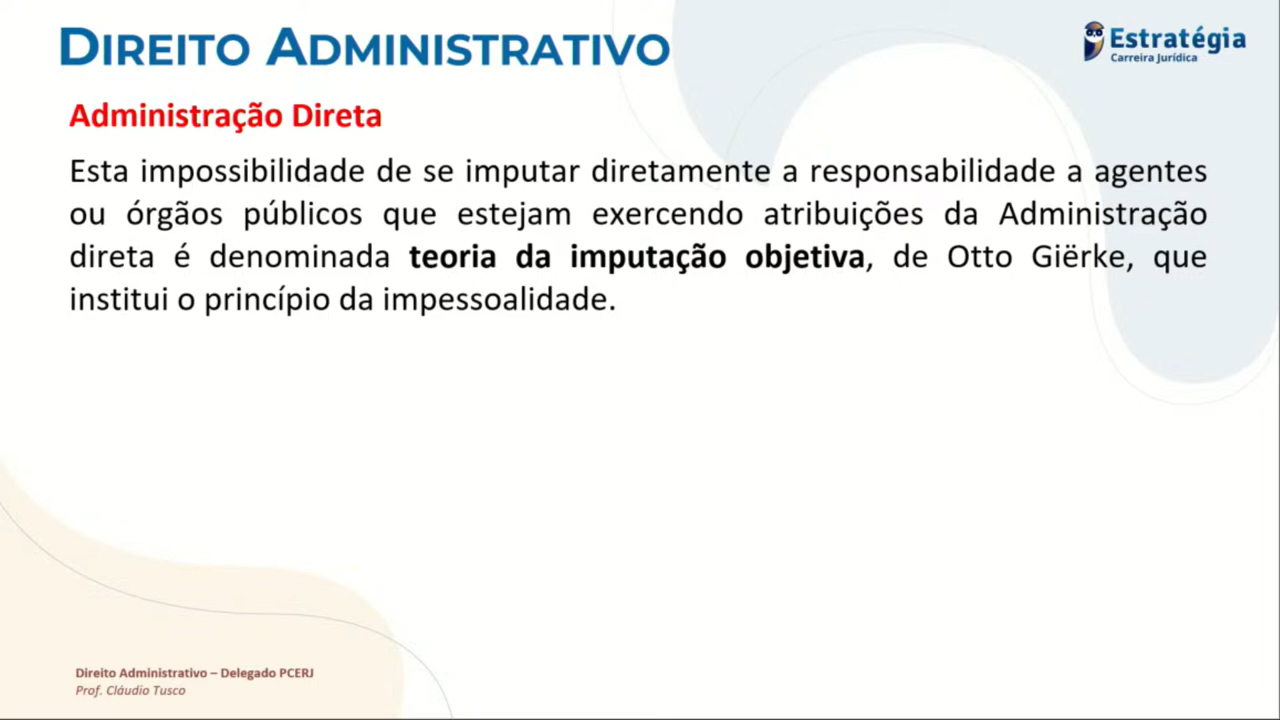 DIREITO ADMINISTRATIVO
Estratégia
Carreira Jurídica
Administração Direta
Esta impossibilidade de se imputar diretamente a responsabilidade a agentes
ou órgãos públicos que estejam exercendo atribuições da Administração
direta é denominada teoria da imputação objetiva, de Otto Giërke, que
institui o princípio da impessoalidade.
Direito Administrativo – Delegado PCERJ
Prof. Cláudio Tusco